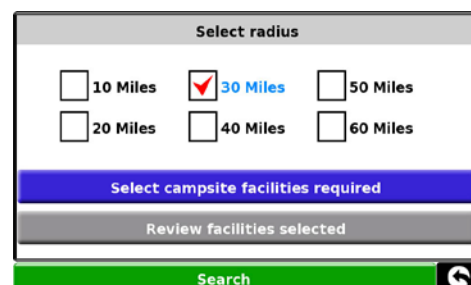 Select radius
10 Miles 30 Miles 50 Miles
20 Miles 40 Miles 60 Miles
Select campsite facilities required
Review facilities selected
Search